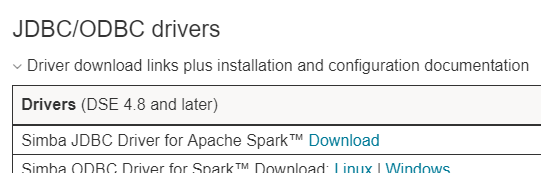 JDBC/ODBC drivers
Driver download links plus installation and configuration documentation
Drivers (DSE 4.8 and later)
Simba JDBC Driver for Apache Spark™ Download
Simba ODBC Driver for Spark™ Download: Linux | Windows